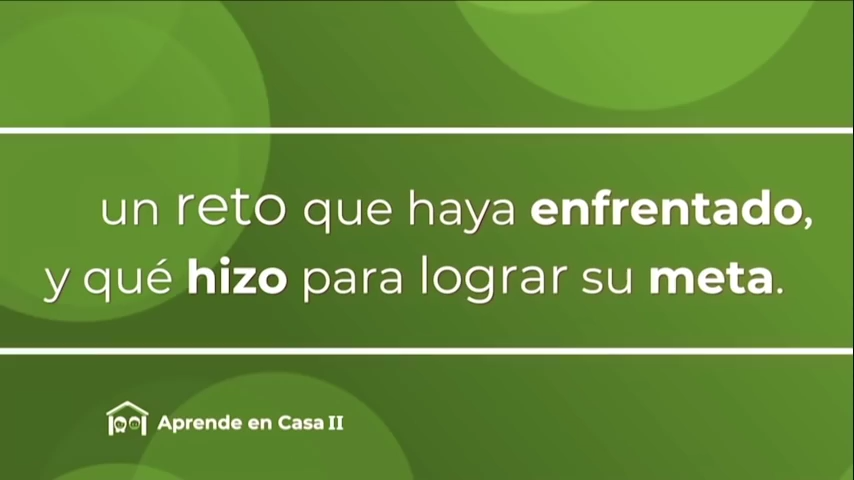 un reto que haya enfrentado,
y qué hizo para lograr su meta.
Aprende en Casa II